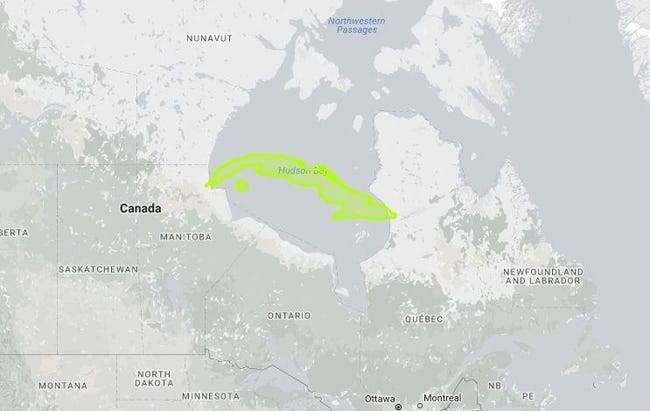 Northwestern
Passages
NUNAVUT
Hudson Bay
Canada
BERTA
MANITOBA
SASKATCHEWAN
NEWFOUNDLAND
AND LABRADOR
ONTARIO
QUÉBEC
MONTANA
NORTH
DAKOTA
MINNESOTA
Ottawa
Montreal
NB
PE